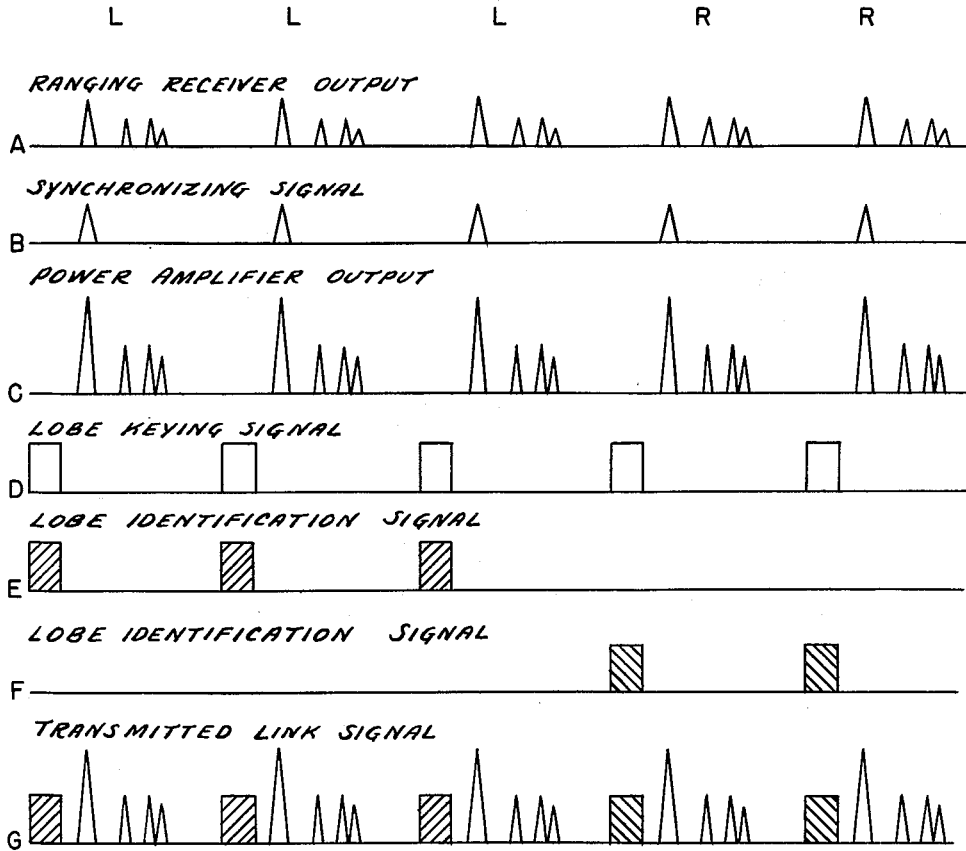 L L L R R
RANGING RECEIVER OUTPUT
A
SYNCHRONIZING SIGNAL
B
POWER AMPLIFIER OUTPUT
C
LOBE KEYING SIGNAL
D
LOBE IDENTIFICATION SIGNAL
E
LOBE IDENTIFICATION SIGNAL
F
TRANSMITTED LINK SIGNAL
G